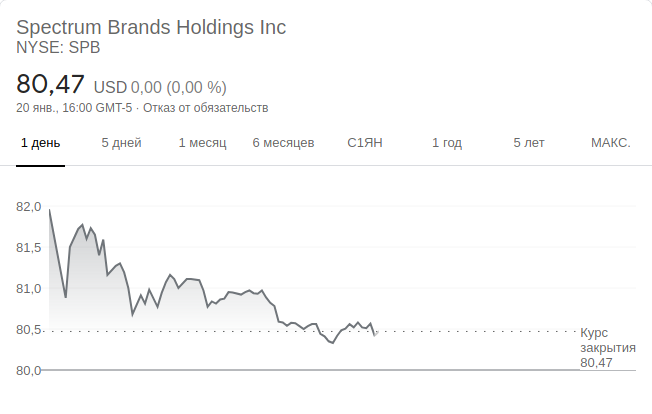 Spectrum Brands Holdings Inc
NYSE: SPB
80,47 USD 0,00 (0,00 %)
20 янв., 16:00 GMT-5 · Отказ от обязательств
1 день 5 дней 1 месяц 6 месяцев С1ЯН 1 год 5 лет МАКС.
82,0
81,5
81,0
80,5
Курс
закрытия
80,47
80,0